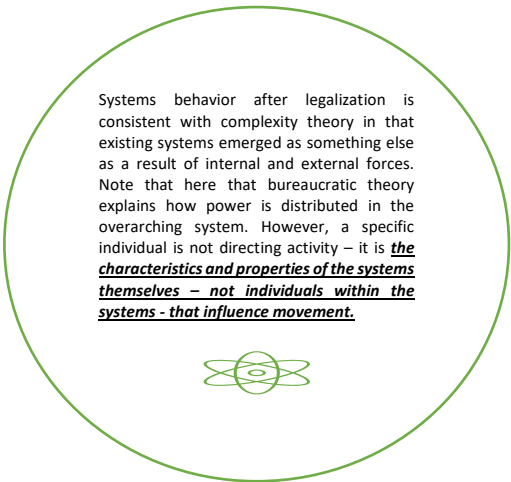 Systems behavior after legalization is
consistent with complexity theory in that
existing systems emerged as something else
as a result of internal and external forces.
Note that here that bureaucratic theory
explains how power is distributed in the
overarching system. However, a specific
individual is not directing activity – it is the
characteristics and properties of the systems
themselves – not individuals within the
systems - that influence movement.